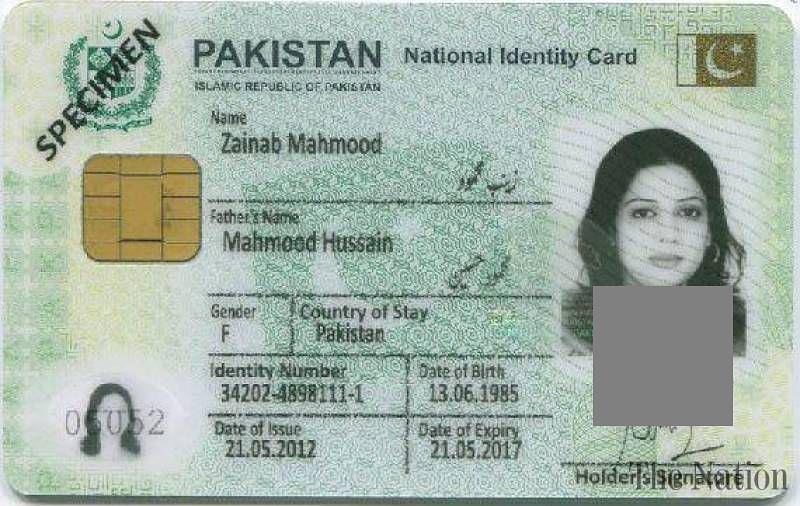 SPECIMEN
PAKISTAN National Identity Card
ISLAMIC REPUBLIC OF PAKISTAN
Name
Zainab Mahmood
زینب محمود
Father's Name
Mahmood Hussain
محمود حسین
Gender Country of Stay
F Pakistan
Identity Number Date of Birth
34202-4898111-1 13.06.1985
Date of Issue Date of Expiry
21.05.2012 21.05.2017
Holder's Signature
The Nation